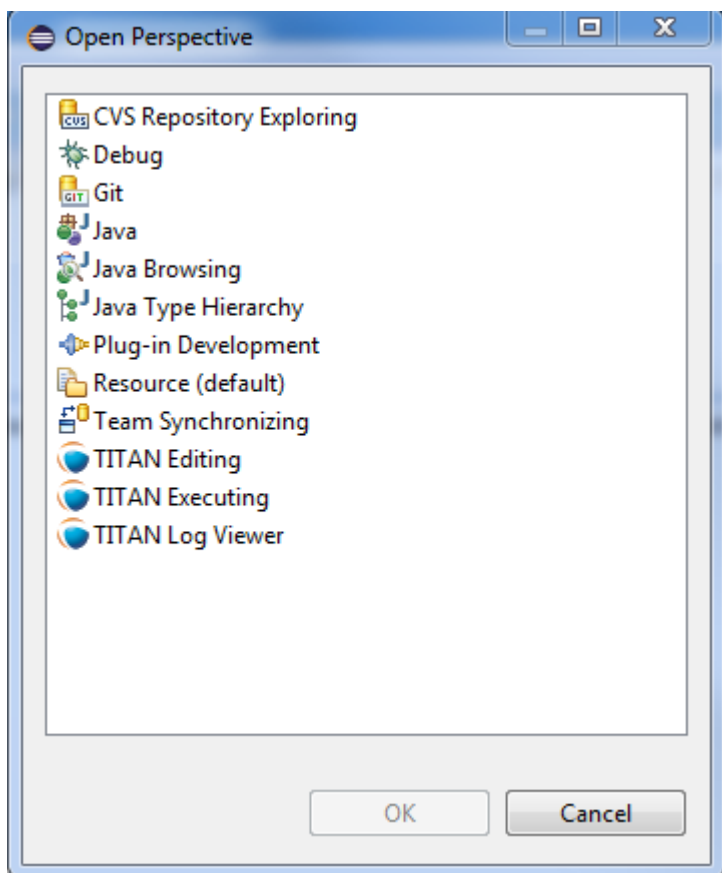 Open Perspective
CVS Repository Exploring
Debug
Git
Java
Java Browsing
Java Type Hierarchy
Plug-in Development
Resource (default)
Team Synchronizing
TITAN Editing
TITAN Executing
TITAN Log Viewer
OK Cancel